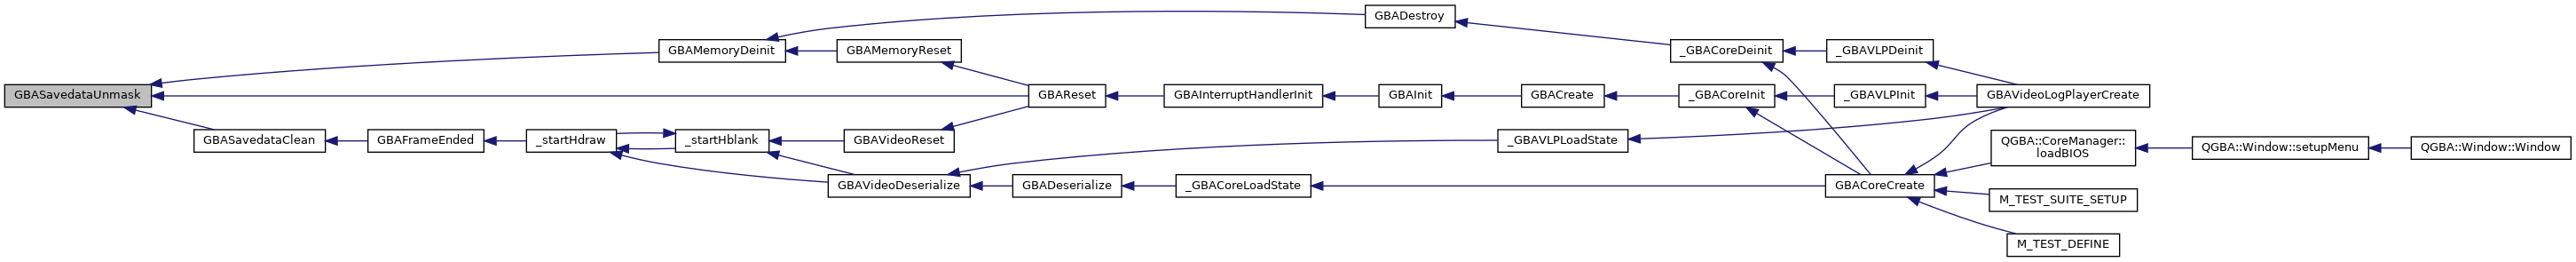 GBADestroy
GBAMemoryDeinit
GBAMemoryReset
_GBACoreDeinit
_GBAVLPDeinit
GBASavedataUnmask
GBAReset
GBAInterruptHandlerInit
GBAInit
GBACreate
_GBACoreInit
_GBAVLPInit
GBAVideoLogPlayerCreate
GBASavedataClean
GBAFrameEnded
_startHdraw
_startHblank
GBAVideoReset
_GBAVLPLoadState
QGBA::CoreManager::
loadBIOS
QGBA::Window::setupMenu
QGBA::Window::Window
GBAVideoDeserialize
GBADeserialize
_GBACoreLoadState
GBACoreCreate
M_TEST_SUITE_SETUP
M_TEST_DEFINE